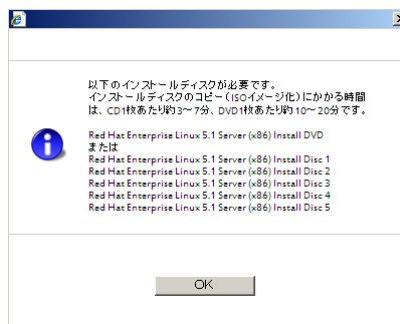 以下のインストールディスクが必要です。
インストールディスクのコピー(ISOイメージ化)にかかる時間
は、CD1枚あたり約3～7分、DVD1枚あたり約10～20分です。
Red Hat Enterprise Linux 5.1 Server (x86) Install DVD
または
Red Hat Enterprise Linux 5.1 Server (x86) Install Disc 1
Red Hat Enterprise Linux 5.1 Server (x86) Install Disc 2
Red Hat Enterprise Linux 5.1 Server (x86) Install Disc 3
Red Hat Enterprise Linux 5.1 Server (x86) Install Disc 4
Red Hat Enterprise Linux 5.1 Server (x86) Install Disc 5
OK